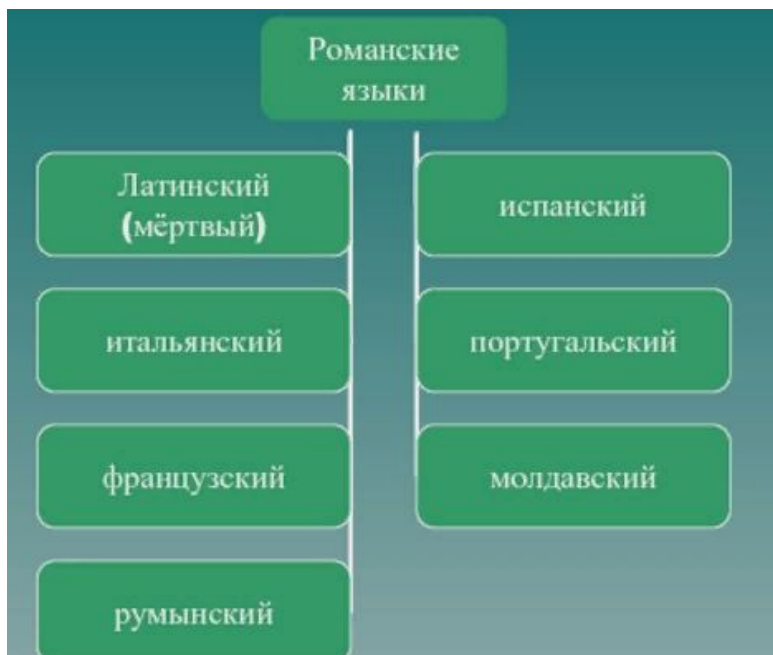 Романские
языки
Латинский
(мёртвый)
испанский
итальянский
португальский
французский
молдавский
румынский